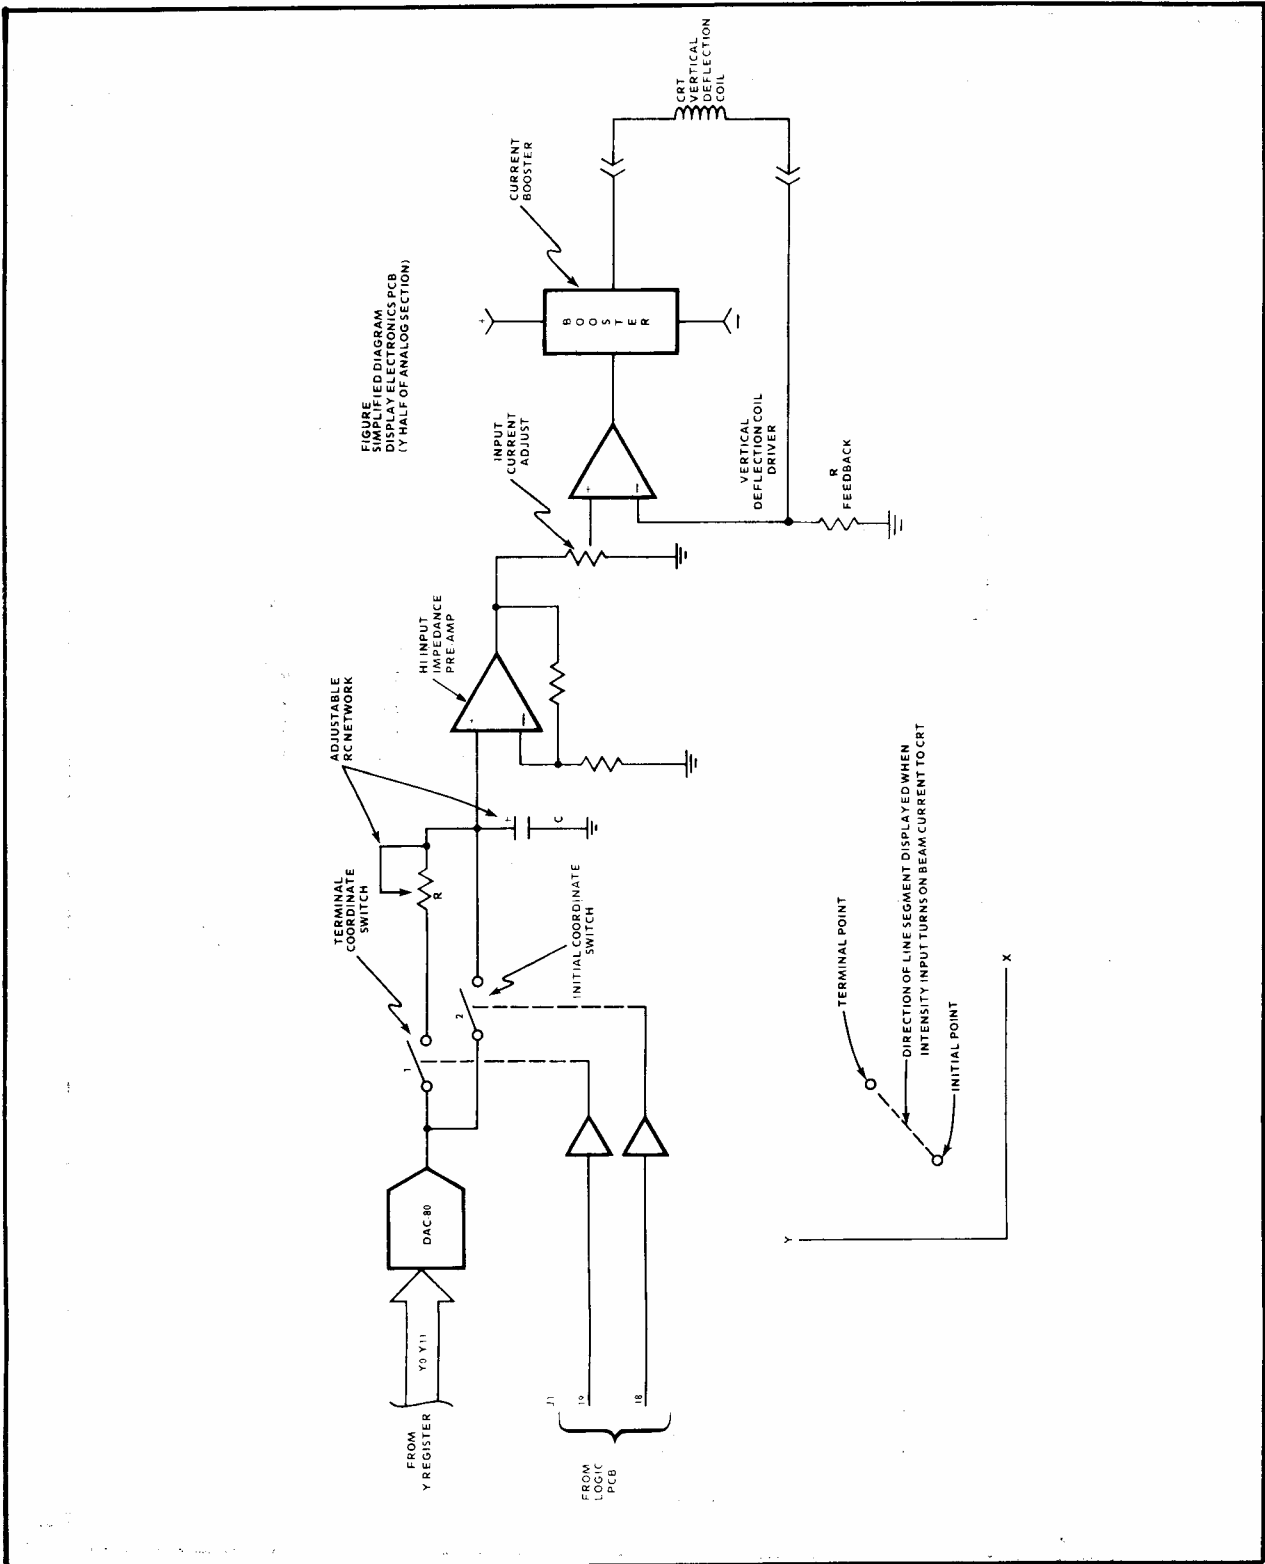 FIGURE
SIMPLIFIED DIAGRAM
DISPLAY ELECTRONICS PCB
(Y HALF OF ANALOG SECTION)
FROM
Y REGISTER
Y0 Y11
DAC-80
TERMINAL
COORDINATE
SWITCH
1
ADJUSTABLE
RC NETWORK
R
2
INITIAL COORDINATE
SWITCH
+
C
HI INPUT
IMPEDANCE
PRE-AMP
+
—
INPUT
CURRENT
ADJUST
+
—
CURRENT
BOOSTER
+
BOOSTER
—
CRT
VERTICAL
DEFLECTION
COIL
VERTICAL
DEFLECTION COIL
DRIVER
R
FEEDBACK
FROM
LOGIC
PCB
J1
19
18
Y
X
TERMINAL POINT
DIRECTION OF LINE SEGMENT DISPLAYED WHEN
INTENSITY INPUT TURNS ON BEAM CURRENT TO CRT
INITIAL POINT